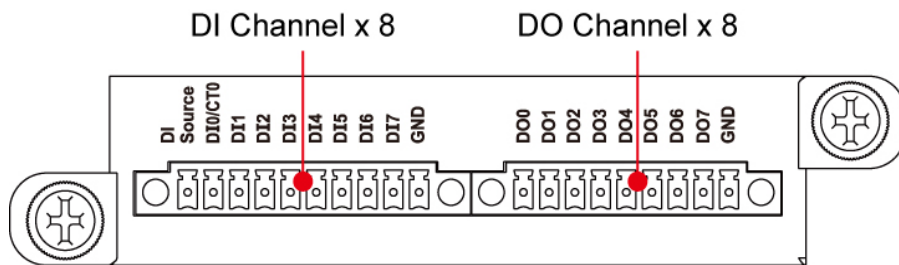 DI Channel x 8
DO Channel x 8
DI Source
DI0/CT0
DI1
DI2
DI3
DI4
DI5
DI6
DI7
GND
DO0
DO1
DO2
DO3
DO4
DO5
DO6
DO7
GND